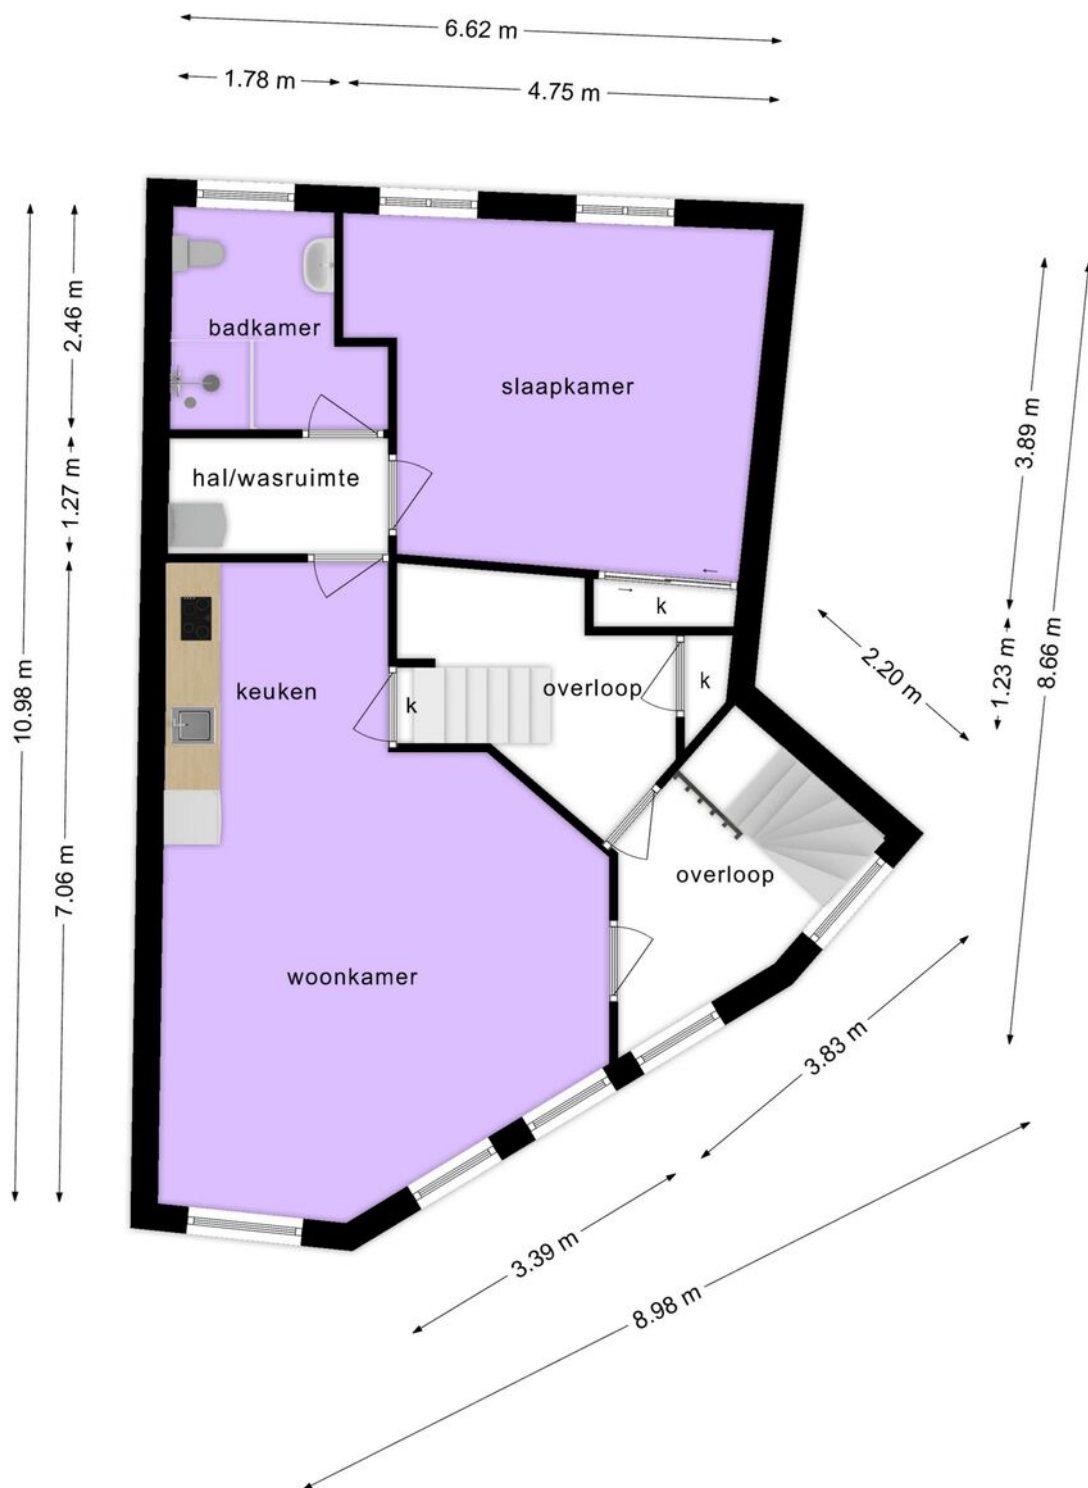 6.62 m
1.78 m
4.75 m
2.46 m
badkamer
slaapkamer
3.89 m
hal/wasruimte
1.27 m
k
1.23 m
8.66 m
2.20 m
10.98 m
keuken
k
overloop
k
7.06 m
overloop
woonkamer
3.83 m
3.39 m
8.98 m